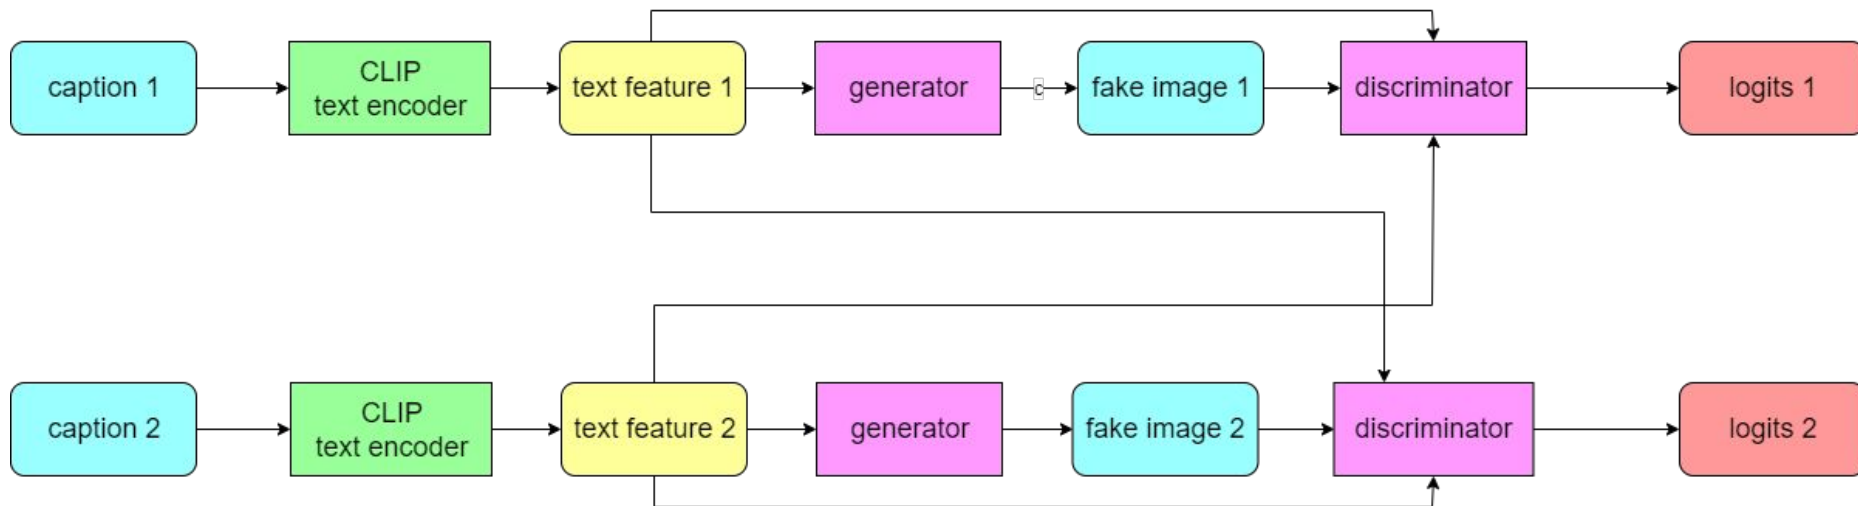 caption 1
CLIP
text encoder
text feature 1
generator
c
fake image 1
discriminator
logits 1
caption 2
CLIP
text encoder
text feature 2
generator
fake image 2
discriminator
logits 2